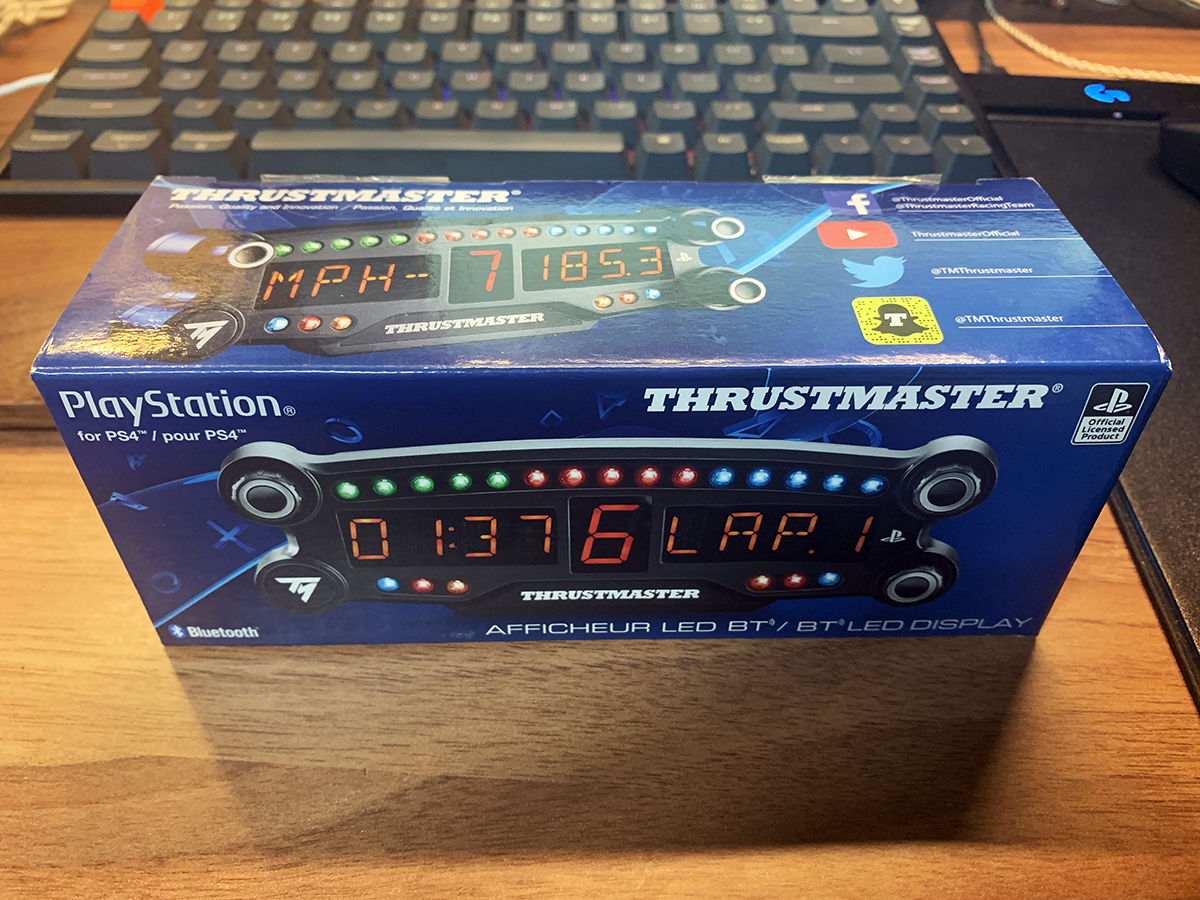 THRUSTMASTER®
Passion, Quality and Innovation / Passion, Qualité et Innovation
@ThrustmasterOfficial
@ThrustmasterRacingTeam
ThrustmasterOfficial
@TMThrustmaster
@TMThrustmaster
MPH- 7 185.3
THRUSTMASTER
PlayStation®
for PS4™ / pour PS4™
THRUSTMASTER®
Official
Licensed
Product
01:37 6 LAP. 1
THRUSTMASTER
Bluetooth®
AFFICHEUR LED BT / BT LED DISPLAY